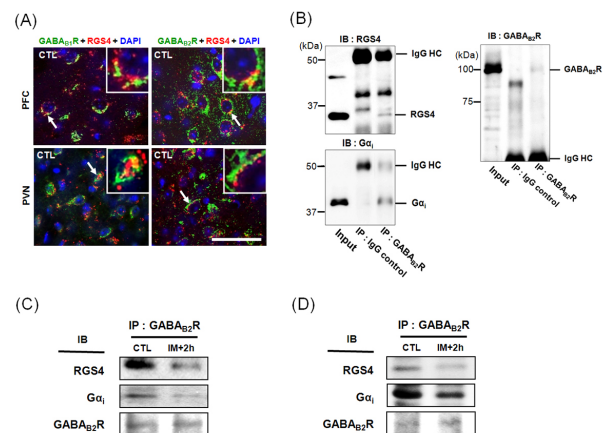 (A)
GABAB1R + RGS4 + DAPI
GABAB2R + RGS4 + DAPI
CTL
CTL
PFC
CTL
CTL
PVN
(B)
IB : RGS4
(kDa)
50
37
IgG HC
RGS4
IB : Gαi
50
37
IgG HC
Gαi
Input
IP : IgG control
IP : GABAB2R
IB : GABAB2R
(kDa)
100
75
GABAB2R
IgG HC
Input
IP : IgG control
IP : GABAB2R
(C)
IP : GABAB2R
IB
CTL
IM+2h
RGS4
Gαi
GABAB2R
(D)
IP : GABAB2R
IB
CTL
IM+2h
RGS4
Gαi
GABAB2R